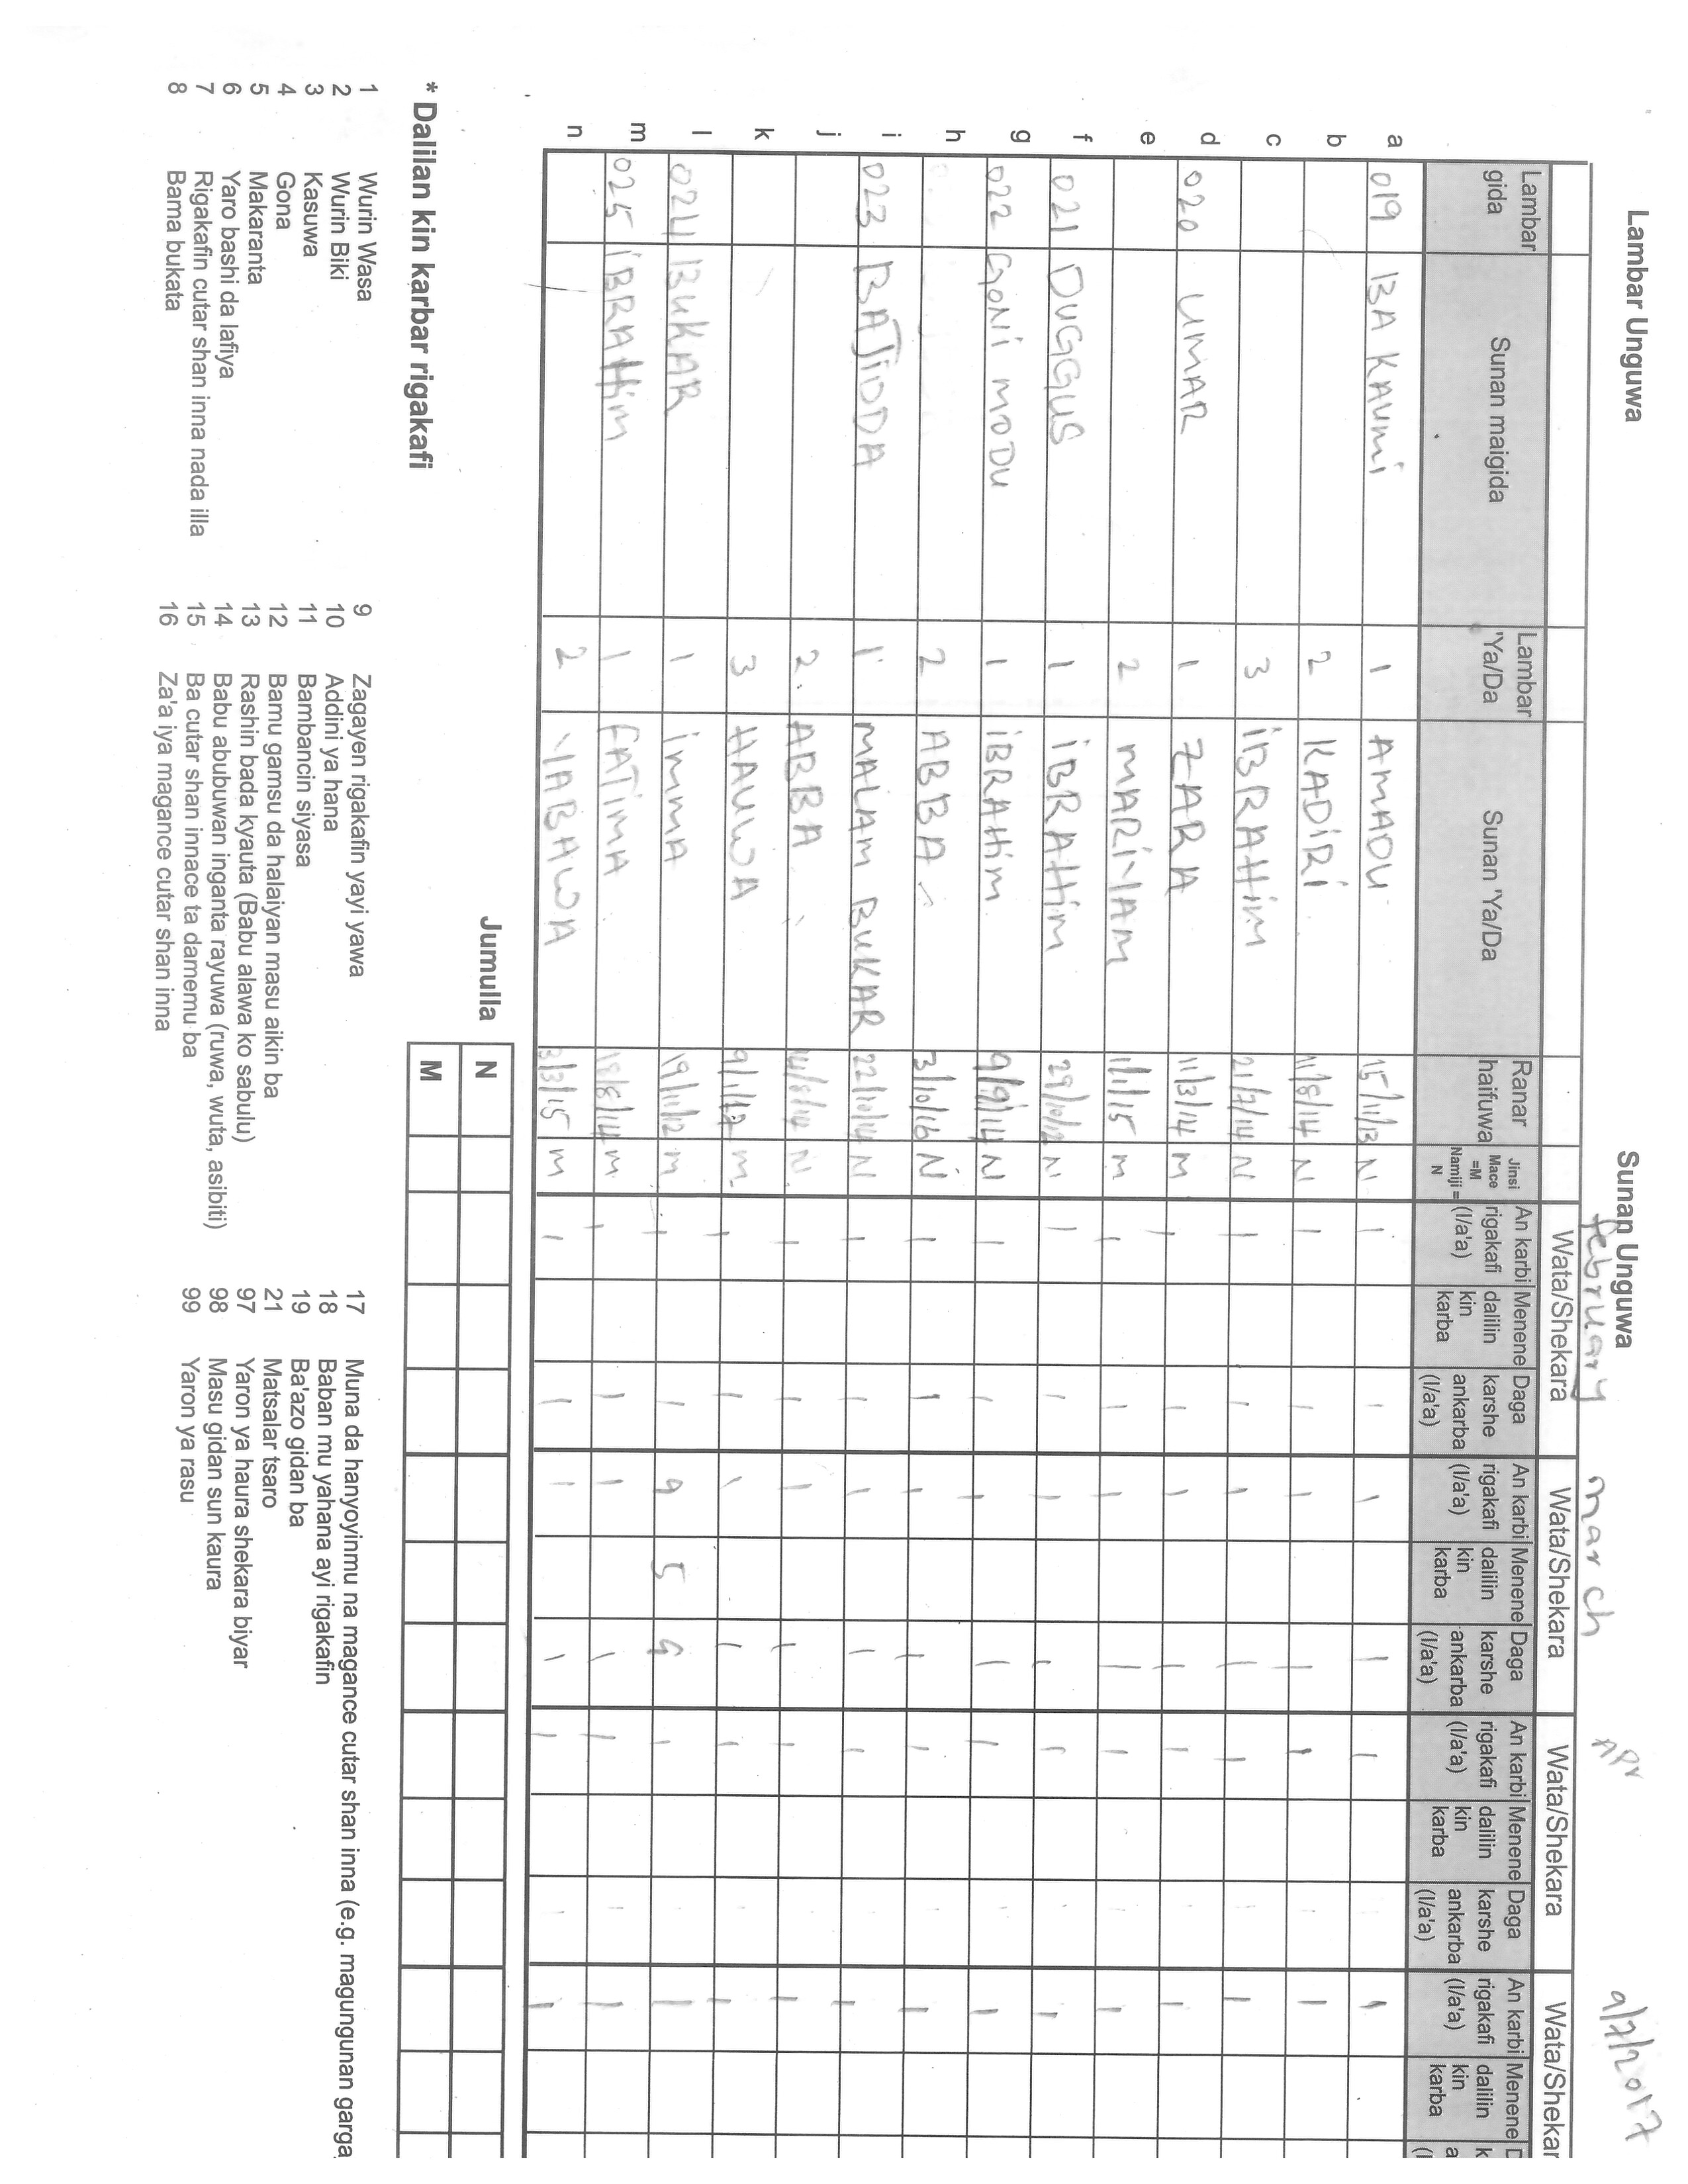 Lambar Unguwa Sunan Unguwa
February march APr 9/7/2017
Wata/Shekara Wata/Shekara Wata/Shekara Wata/Shekar
Lambar gida Sunan maigida Lambar 'Ya/Da Sunan 'Ya/Da Ranar haifuwa Jinsi Mace =M Namiji = N An karbi rigakafi (I/a'a) Menene dalilin kin karba Daga karshe ankarba (I/a'a) An karbi rigakafi (I/a'a) Menene dalilin kin karba Daga karshe ankarba (I/a'a) An karbi rigakafi (I/a'a) Menene dalilin kin karba Daga karshe ankarba (I/a'a) An karbi rigakafi (I/a'a) Menene dalilin kin karba
a 019 BA KAUMI 1 AMADU 15/11/13 N 1 1 1 1 1 1
b 2 KADIRI 11/8/14 N 1 1 1 1 1 1
c 3 IBRAHIM 21/7/14 N 1 1 1 1 1 1
d 020 UMAR 1 ZARA 11/3/14 M 1 1 1 1 1 1
e 2 MARIYAM 1/1/15 m 1 1 1 1 1 1
f 021 DUGGUS 1 IBRAHIM 29/10/12 N 1 1 1 1 1 1
g 022 GONI MODU 1 IBRAHIM 9/9/14 N 1 1 1 1 1 1
h 2 ABBA 3/10/16 N 1 1 1 1 1 1
i 023 BAJIDDA 1 MALAM BUKAR 22/10/14 N 1 1 1 1 1 1
j 2 ABBA N 1 1 1 1 1 1
k 3 HAUWA 9/1/17 m 1 1 1 1 1 1
l 024 BUKAR 1 imma 19/11/12 m 1 1 9 5 9 1 1
m 025 IBRAHIM 1 FATIMA 18/8/14 m 1 1 1 1 1 1
n 2 YABAWA 3/3/15 m 1 1 1 1 1 1
Jumulla N
M
* Dalilan kin karbar rigakafi
1 Wurin Wasa
2 Wurin Biki
3 Kasuwa
4 Gona
5 Makaranta
6 Yaro bashi da lafiya
7 Rigakafin cutar shan inna nada illa
8 Bama bukata
9 Zagayen rigakafin yayi yawa
10 Addini ya hana
11 Bambancin siyasa
12 Bamu gamsu da halaiyan masu aikin ba
13 Rashin bada kyauta (Babu alawa ko sabulu)
14 Babu abubuwan inganta rayuwa (ruwa, wuta, asibiti)
15 Ba cutar shan innace ta damemu ba
16 Za'a iya magance cutar shan inna
17 Muna da hanyoyinmu na magance cutar shan inna (e.g. magungunan garga
18 Baban mu yahana ayi rigakafin
19 Ba'azo gidan ba
21 Matsalar tsaro
97 Yaron ya haura shekara biyar
98 Masu gidan sun kaura
99 Yaron ya rasu